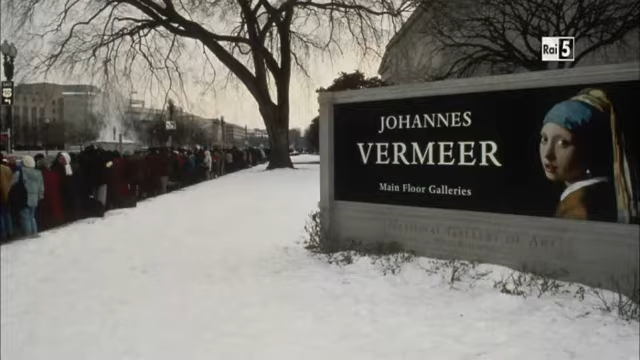 Rai 5
JOHANNES
VERMEER
Main Floor Galleries
NATIONAL GALLERY OF ART